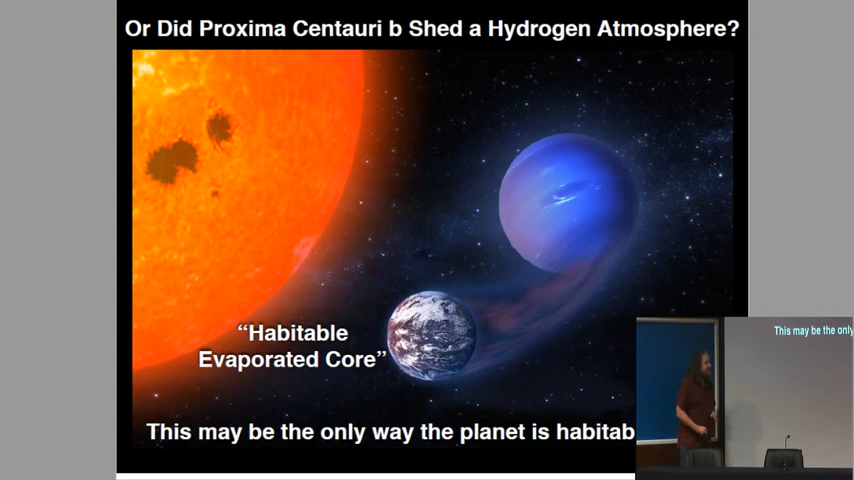 Or Did Proxima Centauri b Shed a Hydrogen Atmosphere?
“Habitable
Evaporated Core”
This may be the only way the planet is habitab
This may be the only